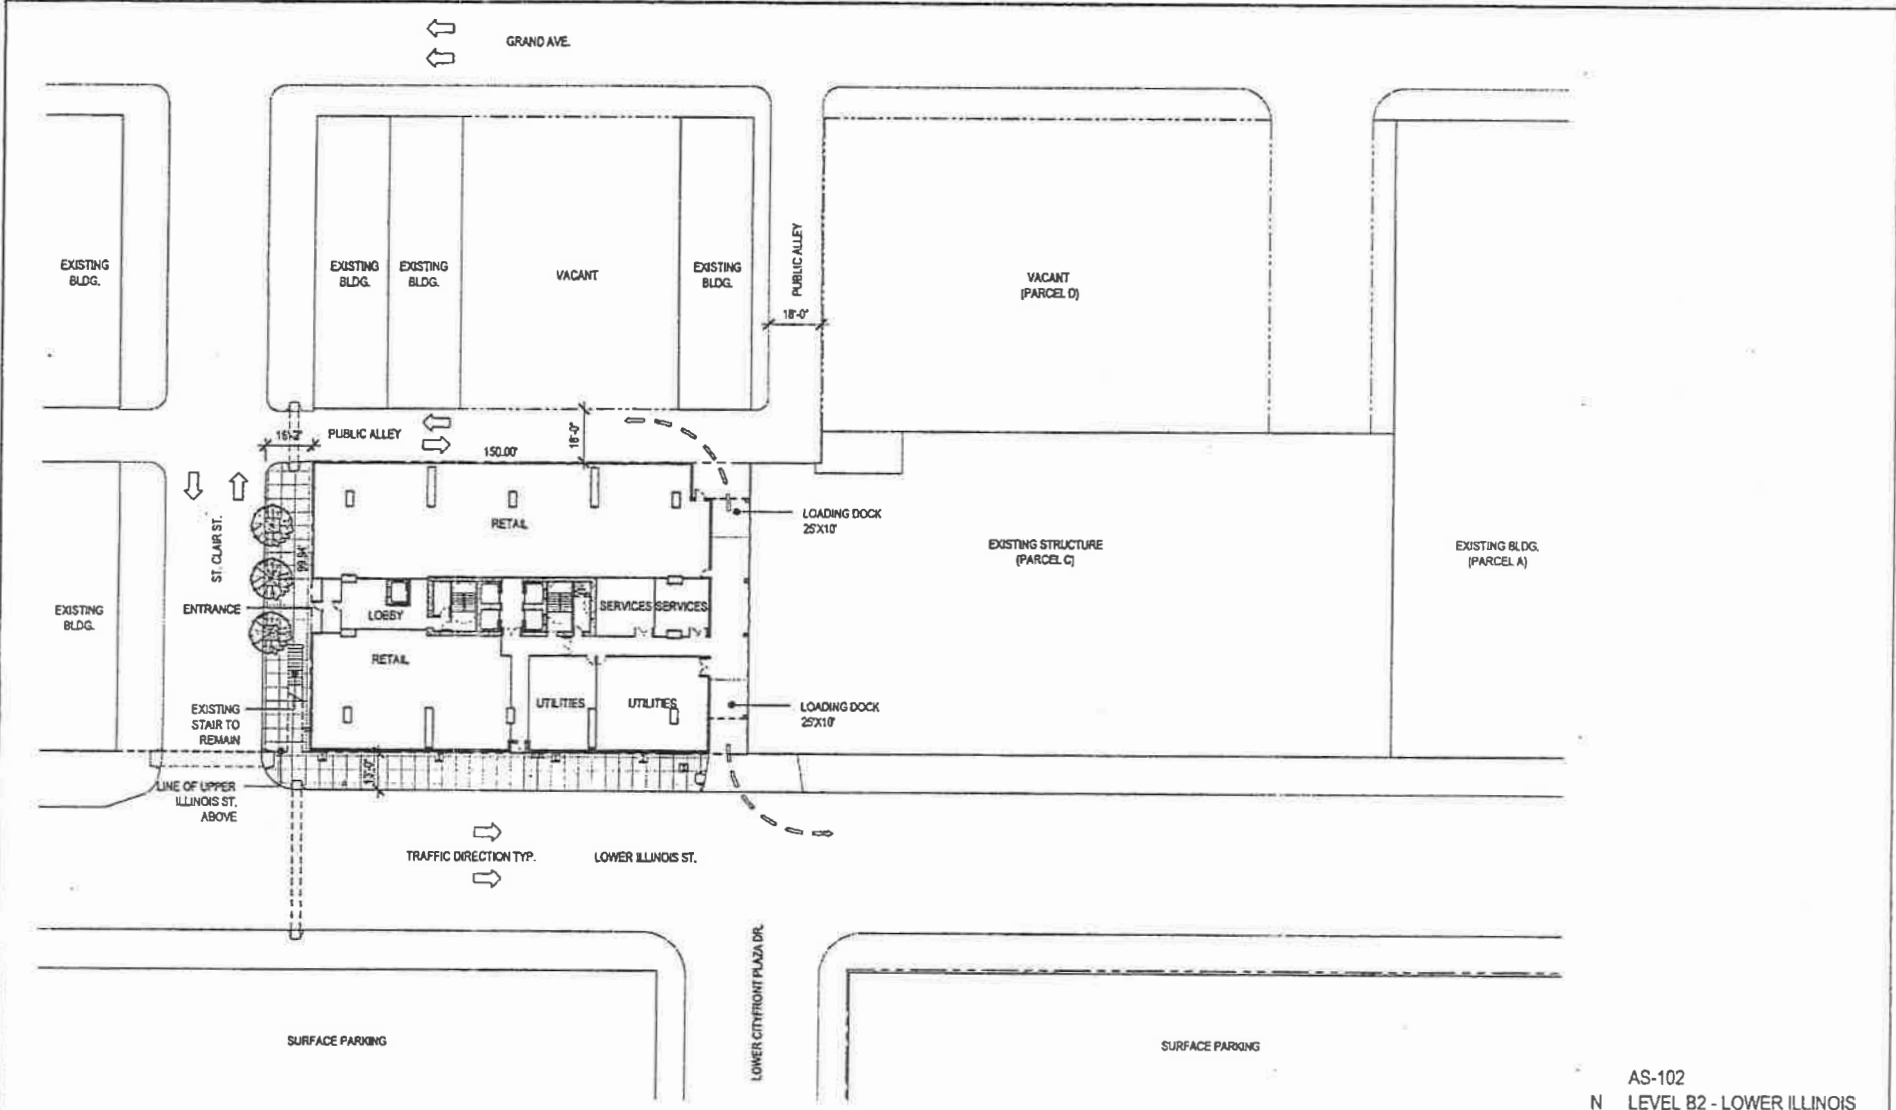 GRAND AVE.
EXISTING
BLDG.
EXISTING
BLDG.
EXISTING
BLDG.
VACANT
EXISTING
BLDG.
PUBLIC ALLEY
18'-0"
VACANT
(PARCEL D)
PUBLIC ALLEY
150.00'
18'-0"
ST. CLAIR ST.
99.94'
RETAIL
LOADING DOCK
25'X10'
EXISTING STRUCTURE
(PARCEL C)
EXISTING BLDG.
(PARCEL A)
EXISTING
BLDG.
ENTRANCE
LOBBY
SERVICES
SERVICES
RETAIL
UTILITIES
UTILITIES
LOADING DOCK
25'X10'
EXISTING
STAIR TO
REMAIN
13'-0"
LINE OF UPPER
ILLINOIS ST.
ABOVE
TRAFFIC DIRECTION TYP.
LOWER ILLINOIS ST.
LOWER CITYFRONT PLAZA DR.
SURFACE PARKING
SURFACE PARKING
AS-102
N LEVEL B2 - LOWER ILLINOIS